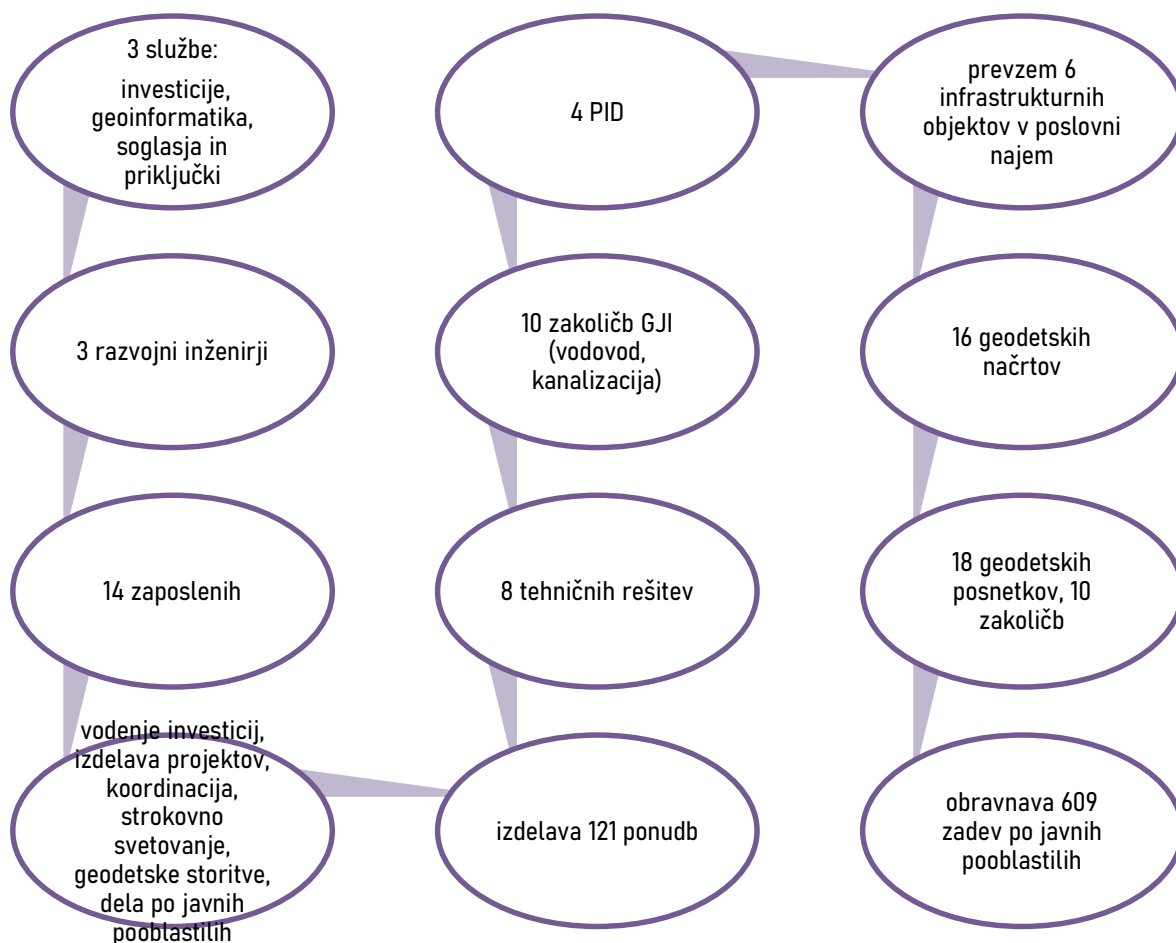 3 službe:
investicije,
geoinformatika,
soglasja in
priključki
3 razvojni inženirji
14 zaposlenih
vodenje investicij,
izdelava projektov,
koordinacija,
strokovno
svetovanje,
geodetske storitve,
dela po javnih
pooblastilih
izdelava 121 ponudb
8 tehničnih rešitev
10 zakoličb GJI
(vodovod,
kanalizacija)
4 PID
prevzem 6
infrastrukturnih
objektov v poslovni
najem
16 geodetskih
načrtov
18 geodetskih
posnetkov, 10
zakoličb
obravnava 609
zadev po javnih
pooblastilih